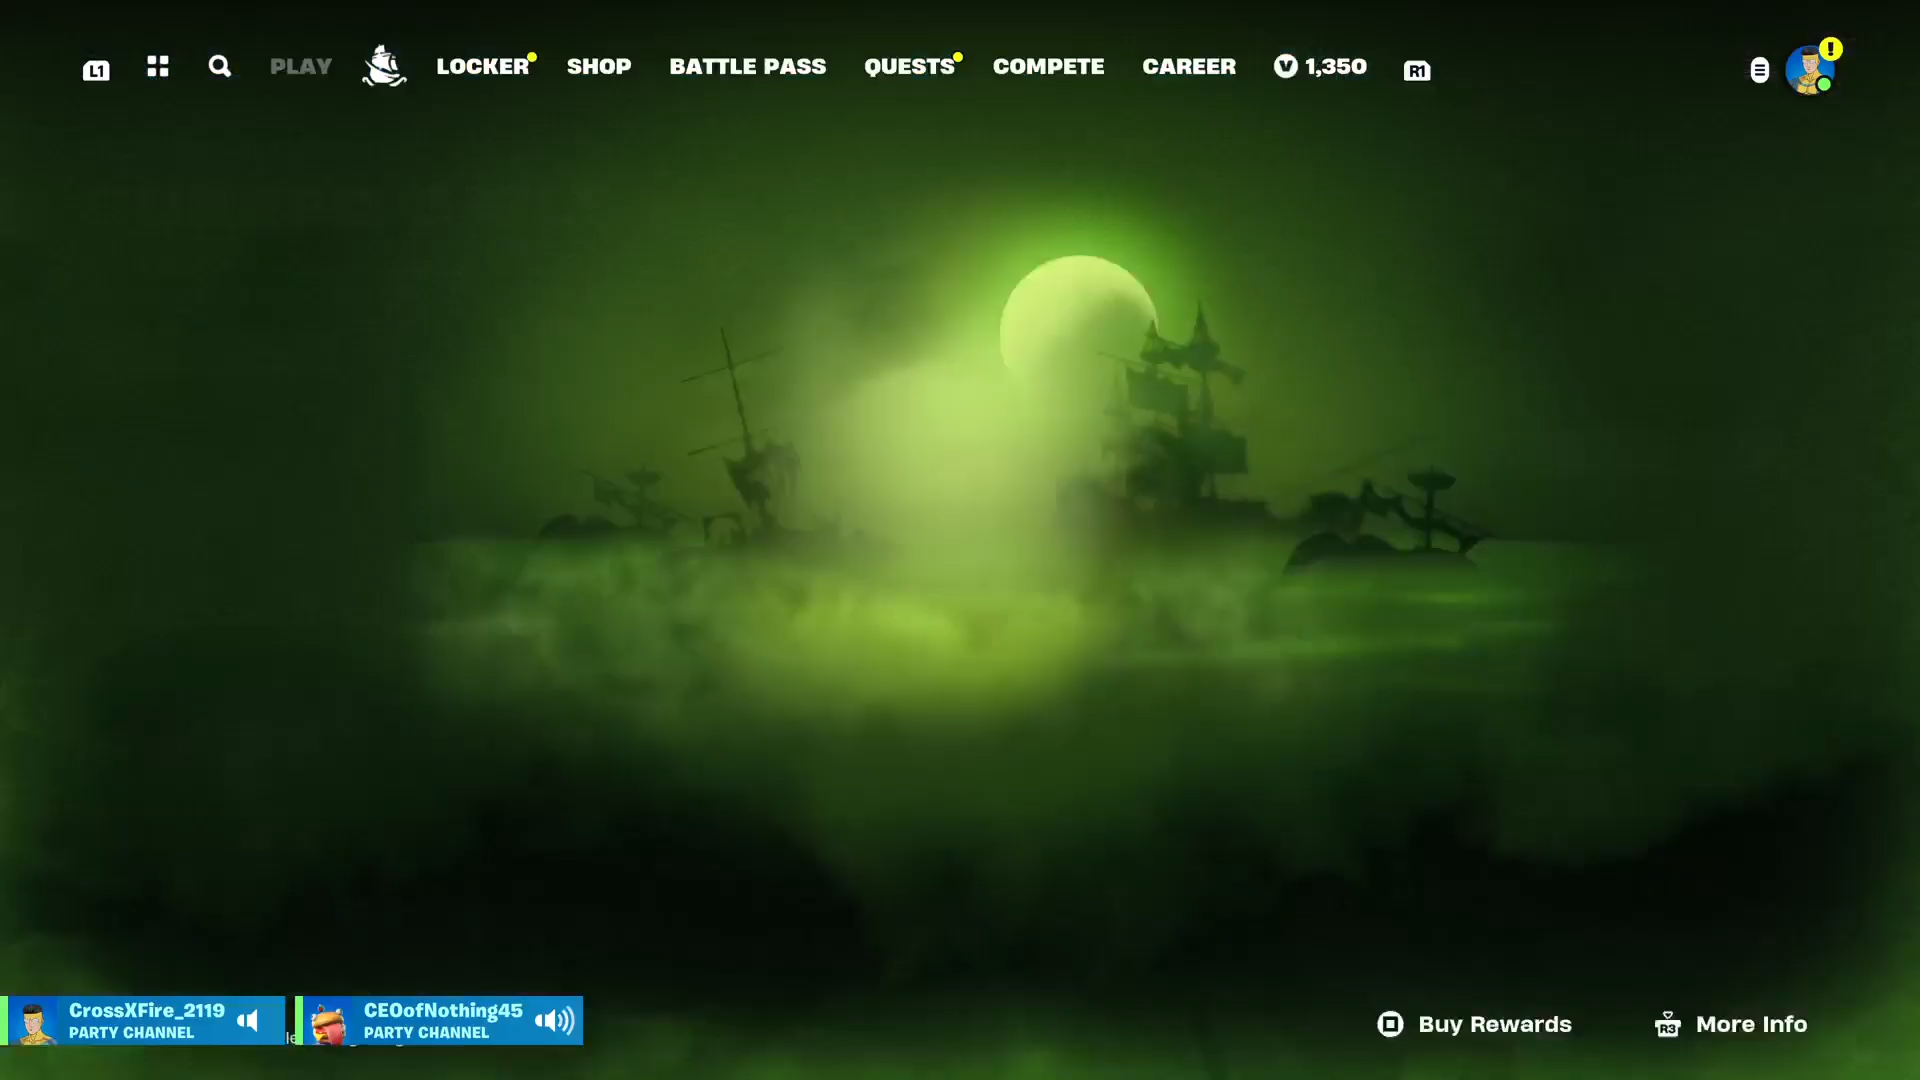 L1 PLAY LOCKER SHOP BATTLE PASS QUESTS COMPETE CAREER V 1,350 R1 !
CrossXFire_2119
PARTY CHANNEL
CEOofNothing45
PARTY CHANNEL
Buy Rewards
R3 More Info